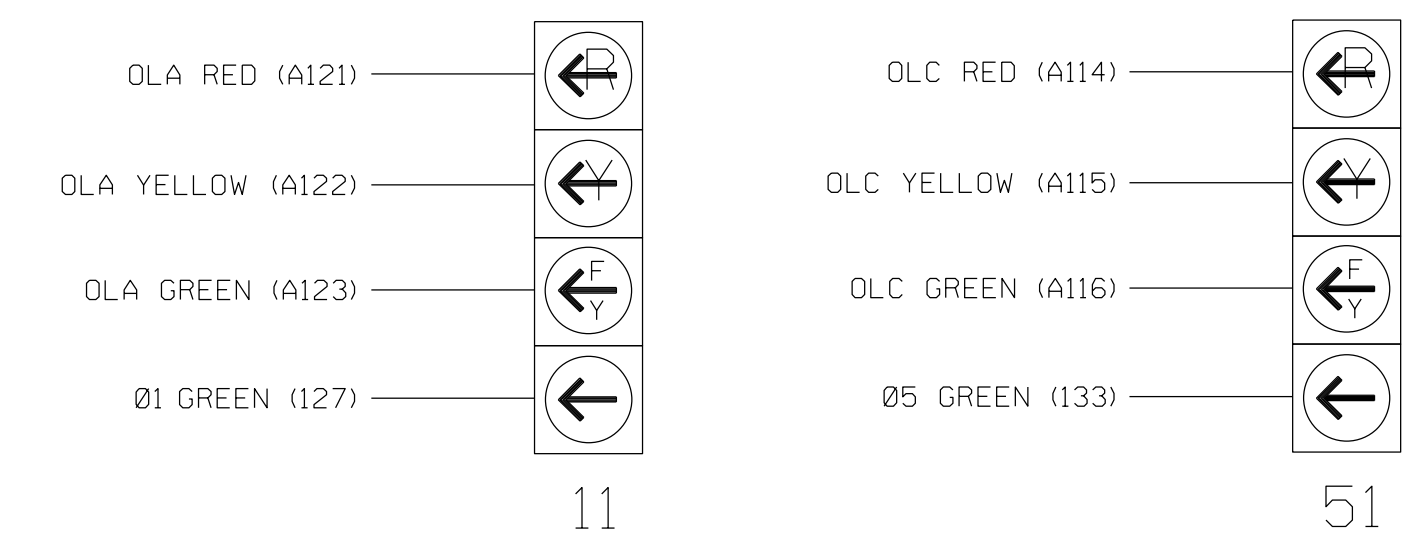 OLA RED (A121)
R
OLA YELLOW (A122)
Y
OLA GREEN (A123)
F
Y
Ø1 GREEN (127)
11
OLC RED (A114)
R
OLC YELLOW (A115)
Y
OLC GREEN (A116)
F
Y
Ø5 GREEN (133)
51